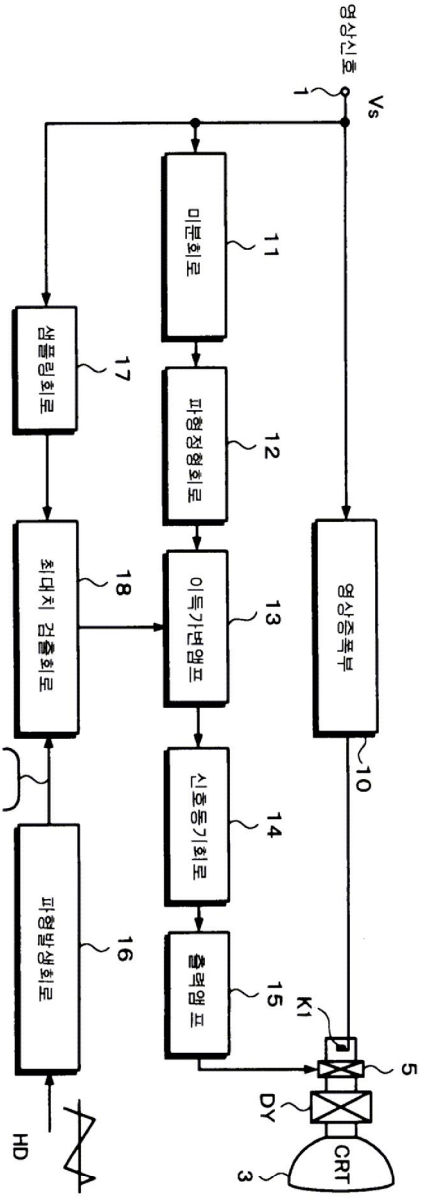 영상신호
1
Vs
영상증폭부
10
K1
5
DY
CRT
3
11
미분회로
12
파형정형회로
13
이득가변앰프
14
신호동기회로
15
출력앰프
17
샘플링회로
18
최대치 검출회로
16
파형발생회로
HD